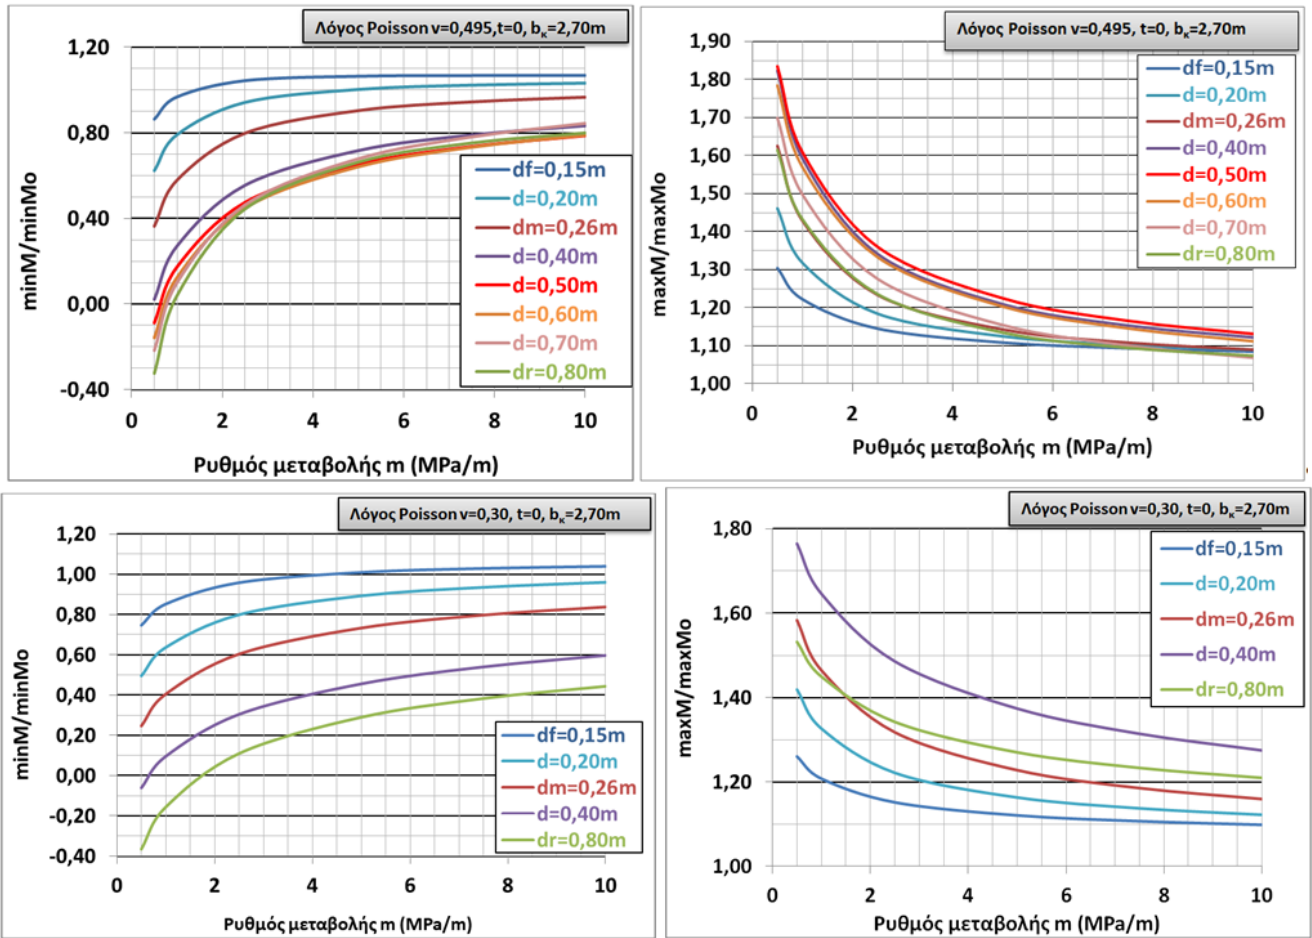 Λόγος Poisson ν=0,495,t=0, bκ=2,70m
1,20
0,80
0,40
0,00
-0,40
minM/minMo
0
2
4
6
8
10
Ρυθμός μεταβολής m (MPa/m)
df=0,15m
d=0,20m
dm=0,26m
d=0,40m
d=0,50m
d=0,60m
d=0,70m
dr=0,80m
Λόγος Poisson ν=0,495, t=0, bκ=2,70m
1,90
1,80
1,70
1,60
1,50
1,40
1,30
1,20
1,10
1,00
maxM/maxMo
0
2
4
6
8
10
Ρυθμός μεταβολής m (MPa/m)
df=0,15m
d=0,20m
dm=0,26m
d=0,40m
d=0,50m
d=0,60m
d=0,70m
dr=0,80m
Λόγος Poisson ν=0,30, t=0, bκ=2,70m
1,20
1,00
0,80
0,60
0,40
0,20
0,00
-0,20
-0,40
minM/minMo
0
2
4
6
8
10
Ρυθμός μεταβολής m (MPa/m)
df=0,15m
d=0,20m
dm=0,26m
d=0,40m
dr=0,80m
Λόγος Poisson ν=0,30, t=0, bκ=2,70m
1,80
1,60
1,40
1,20
1,00
maxM/maxMo
0
2
4
6
8
10
Ρυθμός μεταβολής m (MPa/m)
df=0,15m
d=0,20m
dm=0,26m
d=0,40m
dr=0,80m